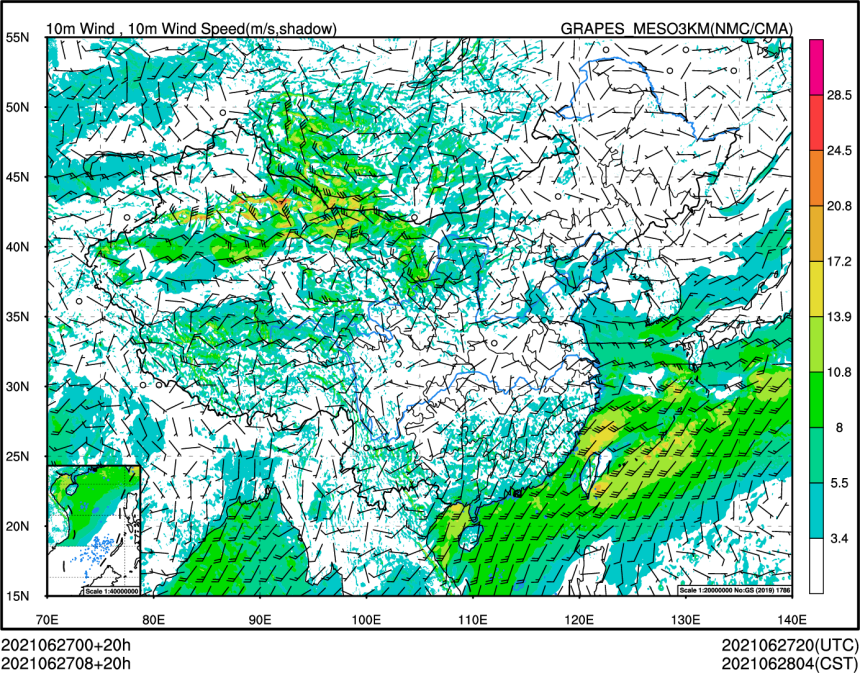 10m Wind , 10m Wind Speed(m/s,shadow) GRAPES_MESO3KM(NMC/CMA)
55N
50N
45N
40N
35N
30N
25N
20N
15N
28.5
24.5
20.8
17.2
13.9
10.8
8
5.5
3.4
Scale 1:40000000
Scale 1:20000000 No:GS (2019) 1786
70E 80E 90E 100E 110E 120E 130E 140E
2021062700+20h 2021062720(UTC)
2021062708+20h 2021062804(CST)